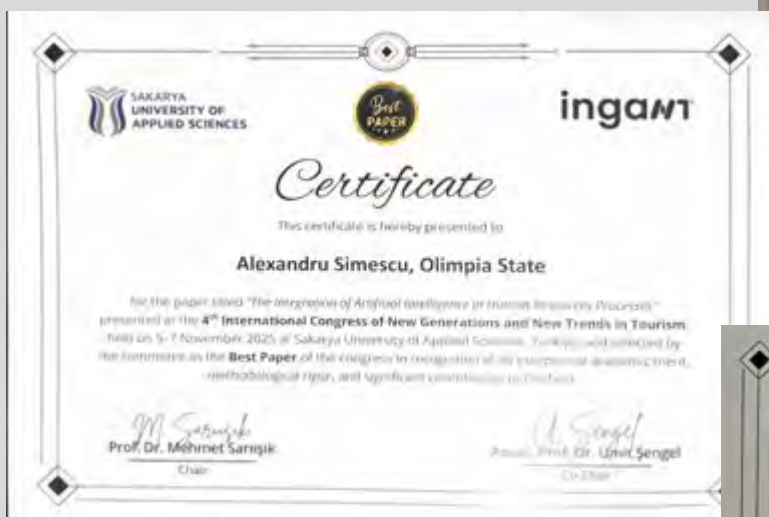 SAKARYA
UNIVERSITY OF
APPLIED SCIENCES
Best
PAPER
ingaNT
Certificate
This certificate is hereby presented to
Alexandru Simescu, Olimpia State
for the paper titled "The Integration of Artificial Intelligence in Human Resources Processes"
presented at the 4th International Congress of New Generations and New Trends in Tourism
held on 5-7 November 2025 at Sakarya University of Applied Sciences, Türkiye, and selected by
the committee as the Best Paper of the congress in recognition of its exceptional academic merit,
methodological rigor, and significant contribution to the field.
M. Sarıışık
Prof. Dr. Mehmet Sarıışık
Chair
U. Şengel
Assoc. Prof. Dr. Umit Şengel
Co-Chair